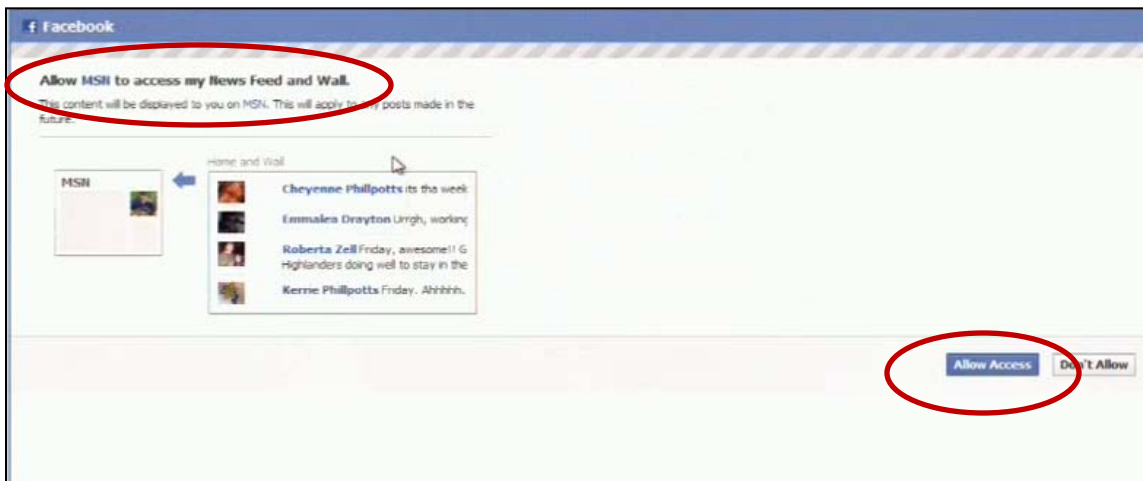 Facebook
Allow MSN to access my News Feed and Wall.
This content will be displayed to you on MSN. This will apply to any posts made in the
future.
Home and Wall
MSN
Cheyenne Phillpotts its tha week
Emmalea Drayton Urrgh, working
Roberta Zell Friday, awesome!! G
Highlanders doing well to stay in the
Kerrie Phillpotts Friday. Ahhhhh.
Allow Access
Don't Allow